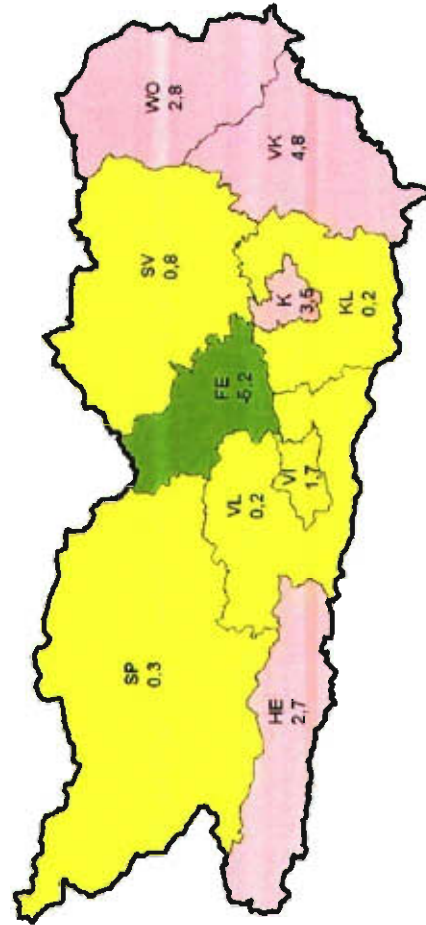 SP
0,3
SV
0,8
WO
2,8
FE
-5,2
VL
0,2
VI
1,7
K
3,5
KL
0,2
VK
4,8
HE
2,7